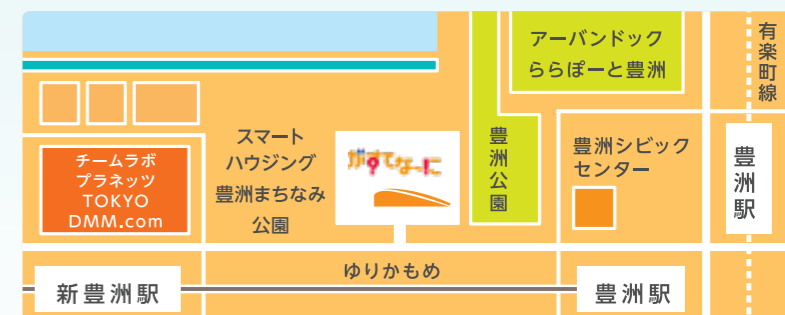 アーバンドック
ららぽーと豊洲
有楽町線
スマート
ハウジング
豊洲まちなみ
公園
がすてなーに
豊洲公園
豊洲シビック
センター
豊洲駅
チームラボ
プラネッツ
TOKYO
DMM.com
ゆりかもめ
新豊洲駅
豊洲駅